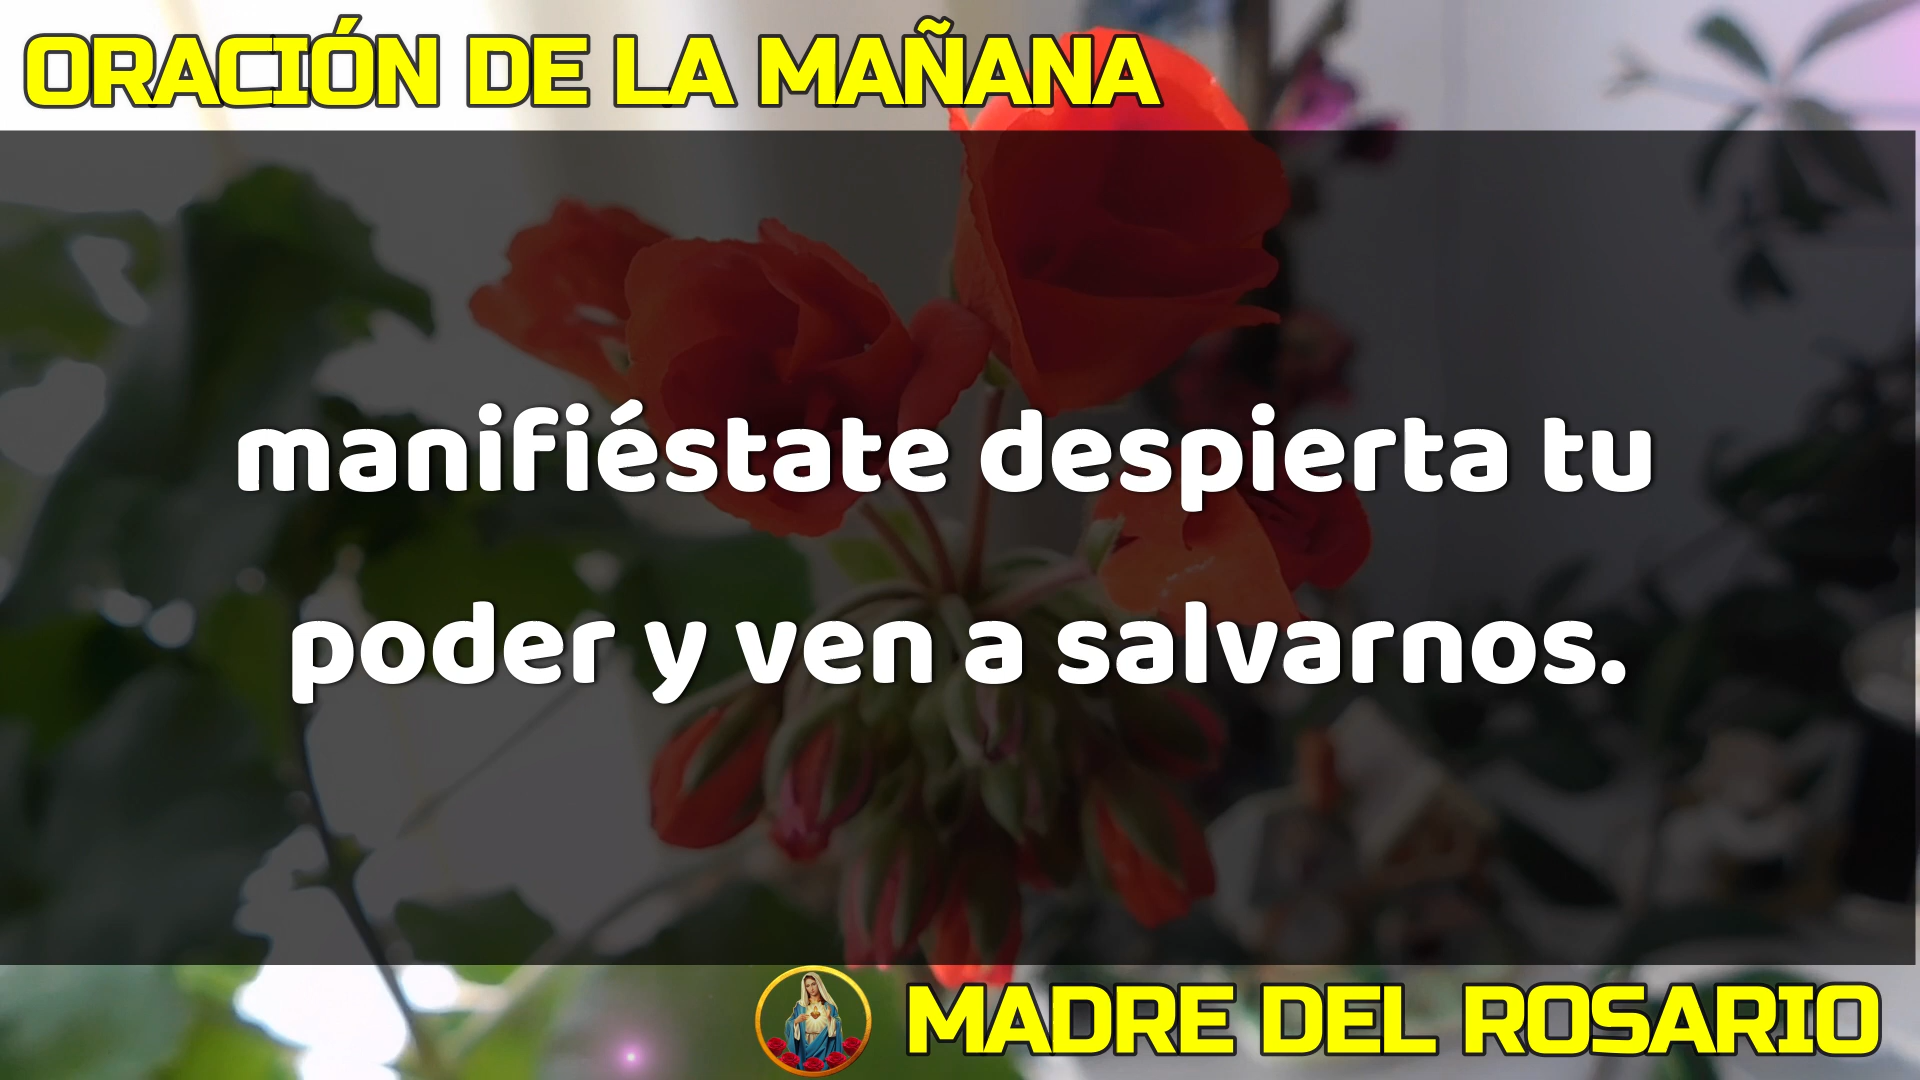 ORACIÓN DE LA MAÑANA
manifiéstate despierta tu
poder y ven a salvarnos.
MADRE DEL ROSARIO